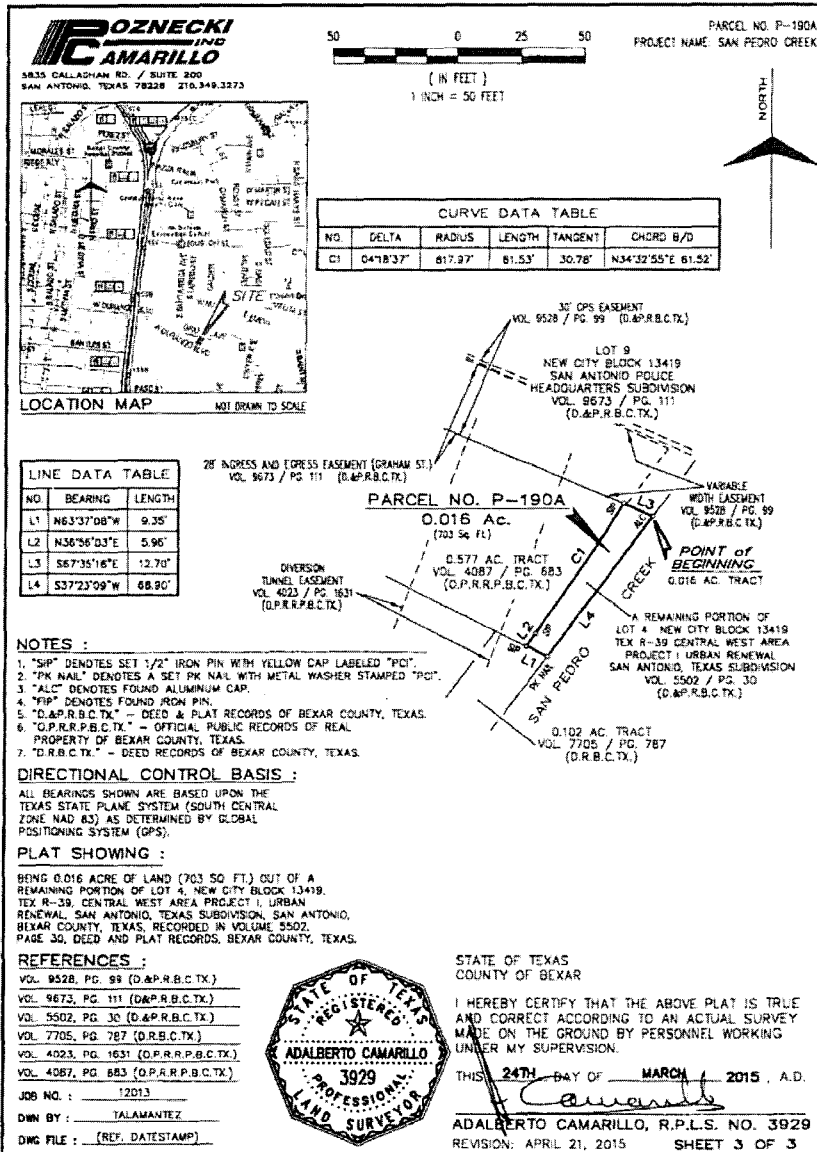 POZNECKI
CAMARILLO INC
5835 CALLAGHAN RD. / SUITE 200
SAN ANTONIO, TEXAS 78228 210.349.3273
50 25 0 25 50
( IN FEET )
1 INCH = 50 FEET
PARCEL NO. P-190A
PROJECT NAME: SAN PEDRO CREEK
NORTH
SITE
LOCATION MAP NOT DRAWN TO SCALE
CURVE DATA TABLE
NO. DELTA RADIUS LENGTH TANGENT CHORD B/D
C1 04°18'37" 817.97' 61.53' 30.78' N34°32'55"E 61.52'
30' CPS EASEMENT
VOL. 9528 / PG. 99 (D.&P.R.B.C.TX.)
LOT 9
NEW CITY BLOCK 13419
SAN ANTONIO POLICE
HEADQUARTERS SUBDIVISION
VOL. 9673 / PG. 111
(D.&P.R.B.C.TX.)
28' INGRESS AND EGRESS EASEMENT (GRAHAM ST.)
VOL. 9673 / PG. 111 (D.&P.R.B.C.TX.)
VARIABLE
WIDTH EASEMENT
VOL. 9528 / PG. 99
(D.&P.R.B.C.TX.)
LINE DATA TABLE
NO. BEARING LENGTH
L1 N63°37'08"W 9.35'
L2 N36°56'03"E 5.96'
L3 S67°35'16"E 12.70'
L4 S37°23'09"W 68.90'
PARCEL NO. P-190A
0.016 Ac.
(703 Sq. Ft.)
0.577 AC. TRACT
VOL. 4087 / PG. 683
(O.P.R.R.P.B.C.TX.)
DIVERSION
TUNNEL EASEMENT
VOL. 4023 / PG. 1631
(O.P.R.R.P.B.C.TX.)
POINT of
BEGINNING
0.016 AC. TRACT
SIP
L3
ALC
C1
L4
L2
SIP
SIP
L1
PK NAIL
SAN PEDRO CREEK
A REMAINING PORTION OF
LOT 4 NEW CITY BLOCK 13419
TEX R-39 CENTRAL WEST AREA
PROJECT I URBAN RENEWAL
SAN ANTONIO, TEXAS SUBDIVISION
VOL. 5502 / PG. 30
(D.&P.R.B.C.TX.)
0.102 AC. TRACT
VOL. 7705 / PG. 787
(D.R.B.C.TX.)
NOTES :
1. "SIP" DENOTES SET 1/2" IRON PIN WITH YELLOW CAP LABELED "PCI".
2. "PK NAIL" DENOTES A SET PK NAIL WITH METAL WASHER STAMPED "PCI".
3. "ALC" DENOTES FOUND ALUMINUM CAP.
4. "FIP" DENOTES FOUND IRON PIN.
5. "D.&P.R.B.C.TX." - DEED & PLAT RECORDS OF BEXAR COUNTY, TEXAS.
6. "O.P.R.R.P.B.C.TX." - OFFICIAL PUBLIC RECORDS OF REAL
PROPERTY OF BEXAR COUNTY, TEXAS.
7. "D.R.B.C.TX." - DEED RECORDS OF BEXAR COUNTY, TEXAS.
DIRECTIONAL CONTROL BASIS :
ALL BEARINGS SHOWN ARE BASED UPON THE
TEXAS STATE PLANE SYSTEM (SOUTH CENTRAL
ZONE NAD 83) AS DETERMINED BY GLOBAL
POSITIONING SYSTEM (GPS).
PLAT SHOWING :
BEING 0.016 ACRE OF LAND (703 SQ. FT.) OUT OF A
REMAINING PORTION OF LOT 4, NEW CITY BLOCK 13419,
TEX R-39, CENTRAL WEST AREA PROJECT I, URBAN
RENEWAL, SAN ANTONIO, TEXAS SUBDIVISION, SAN ANTONIO,
BEXAR COUNTY, TEXAS, RECORDED IN VOLUME 5502,
PAGE 30, DEED AND PLAT RECORDS, BEXAR COUNTY, TEXAS.
REFERENCES :
VOL. 9528, PG. 99 (D.&P.R.B.C.TX.)
VOL. 9673, PG. 111 (D&P.R.B.C.TX.)
VOL. 5502, PG. 30 (D.&P.R.B.C.TX.)
VOL. 7705, PG. 787 (D.R.B.C.TX.)
VOL. 4023, PG. 1631 (O.P.R.R.P.B.C.TX.)
VOL. 4087, PG. 683 (O.P.R.R.P.B.C.TX.)
JOB NO. : 12013
DWN BY : TALAMANTEZ
DWG FILE : (REF. DATESTAMP)
STATE OF TEXAS
REGISTERED
ADALBERTO CAMARILLO
3929
PROFESSIONAL
LAND SURVEYOR
STATE OF TEXAS
COUNTY OF BEXAR
I HEREBY CERTIFY THAT THE ABOVE PLAT IS TRUE
AND CORRECT ACCORDING TO AN ACTUAL SURVEY
MADE ON THE GROUND BY PERSONNEL WORKING
UNDER MY SUPERVISION.
THIS 24TH DAY OF MARCH 2015 , A.D.
Camarillo
ADALBERTO CAMARILLO, R.P.L.S. NO. 3929
REVISION: APRIL 21, 2015 SHEET 3 OF 3